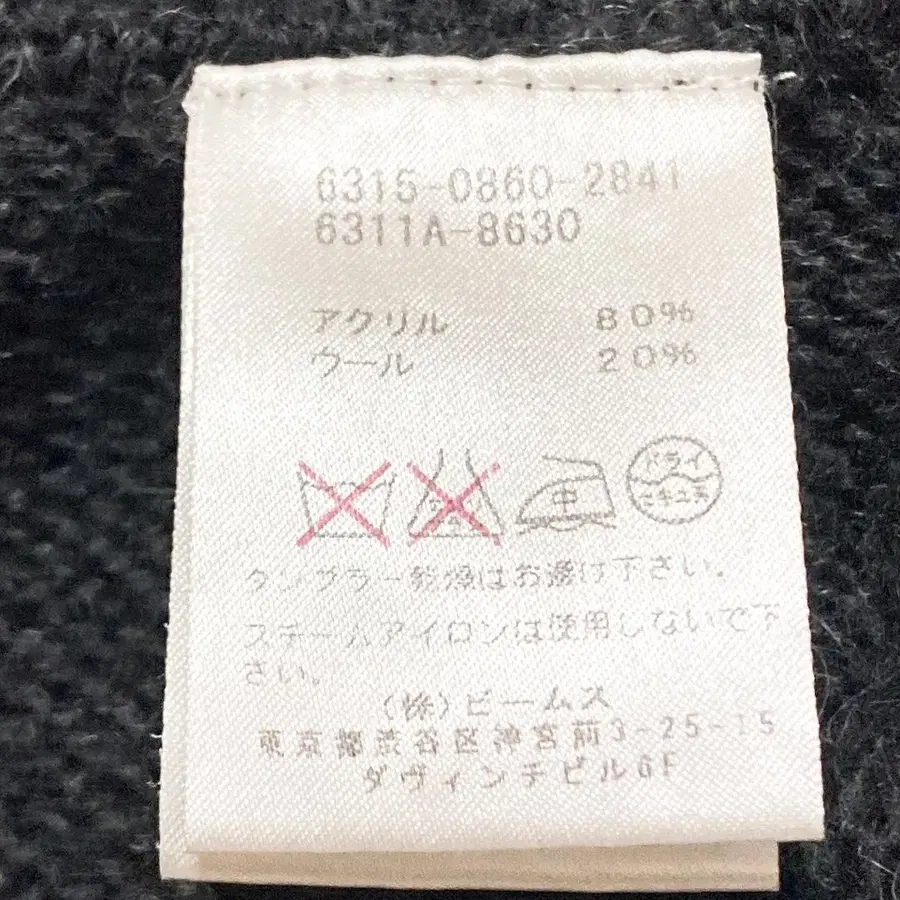 6315-0860-2841
6311A-8630
アクリル 80%
ウール 20%
中
ドライ
セキユ系
タンブラー乾燥はお避け下さい.
スチームアイロンは使用しないで下
さい。
(株)ビームス
東京都渋谷区神宮前3-25-15
ダヴィンチビル6F